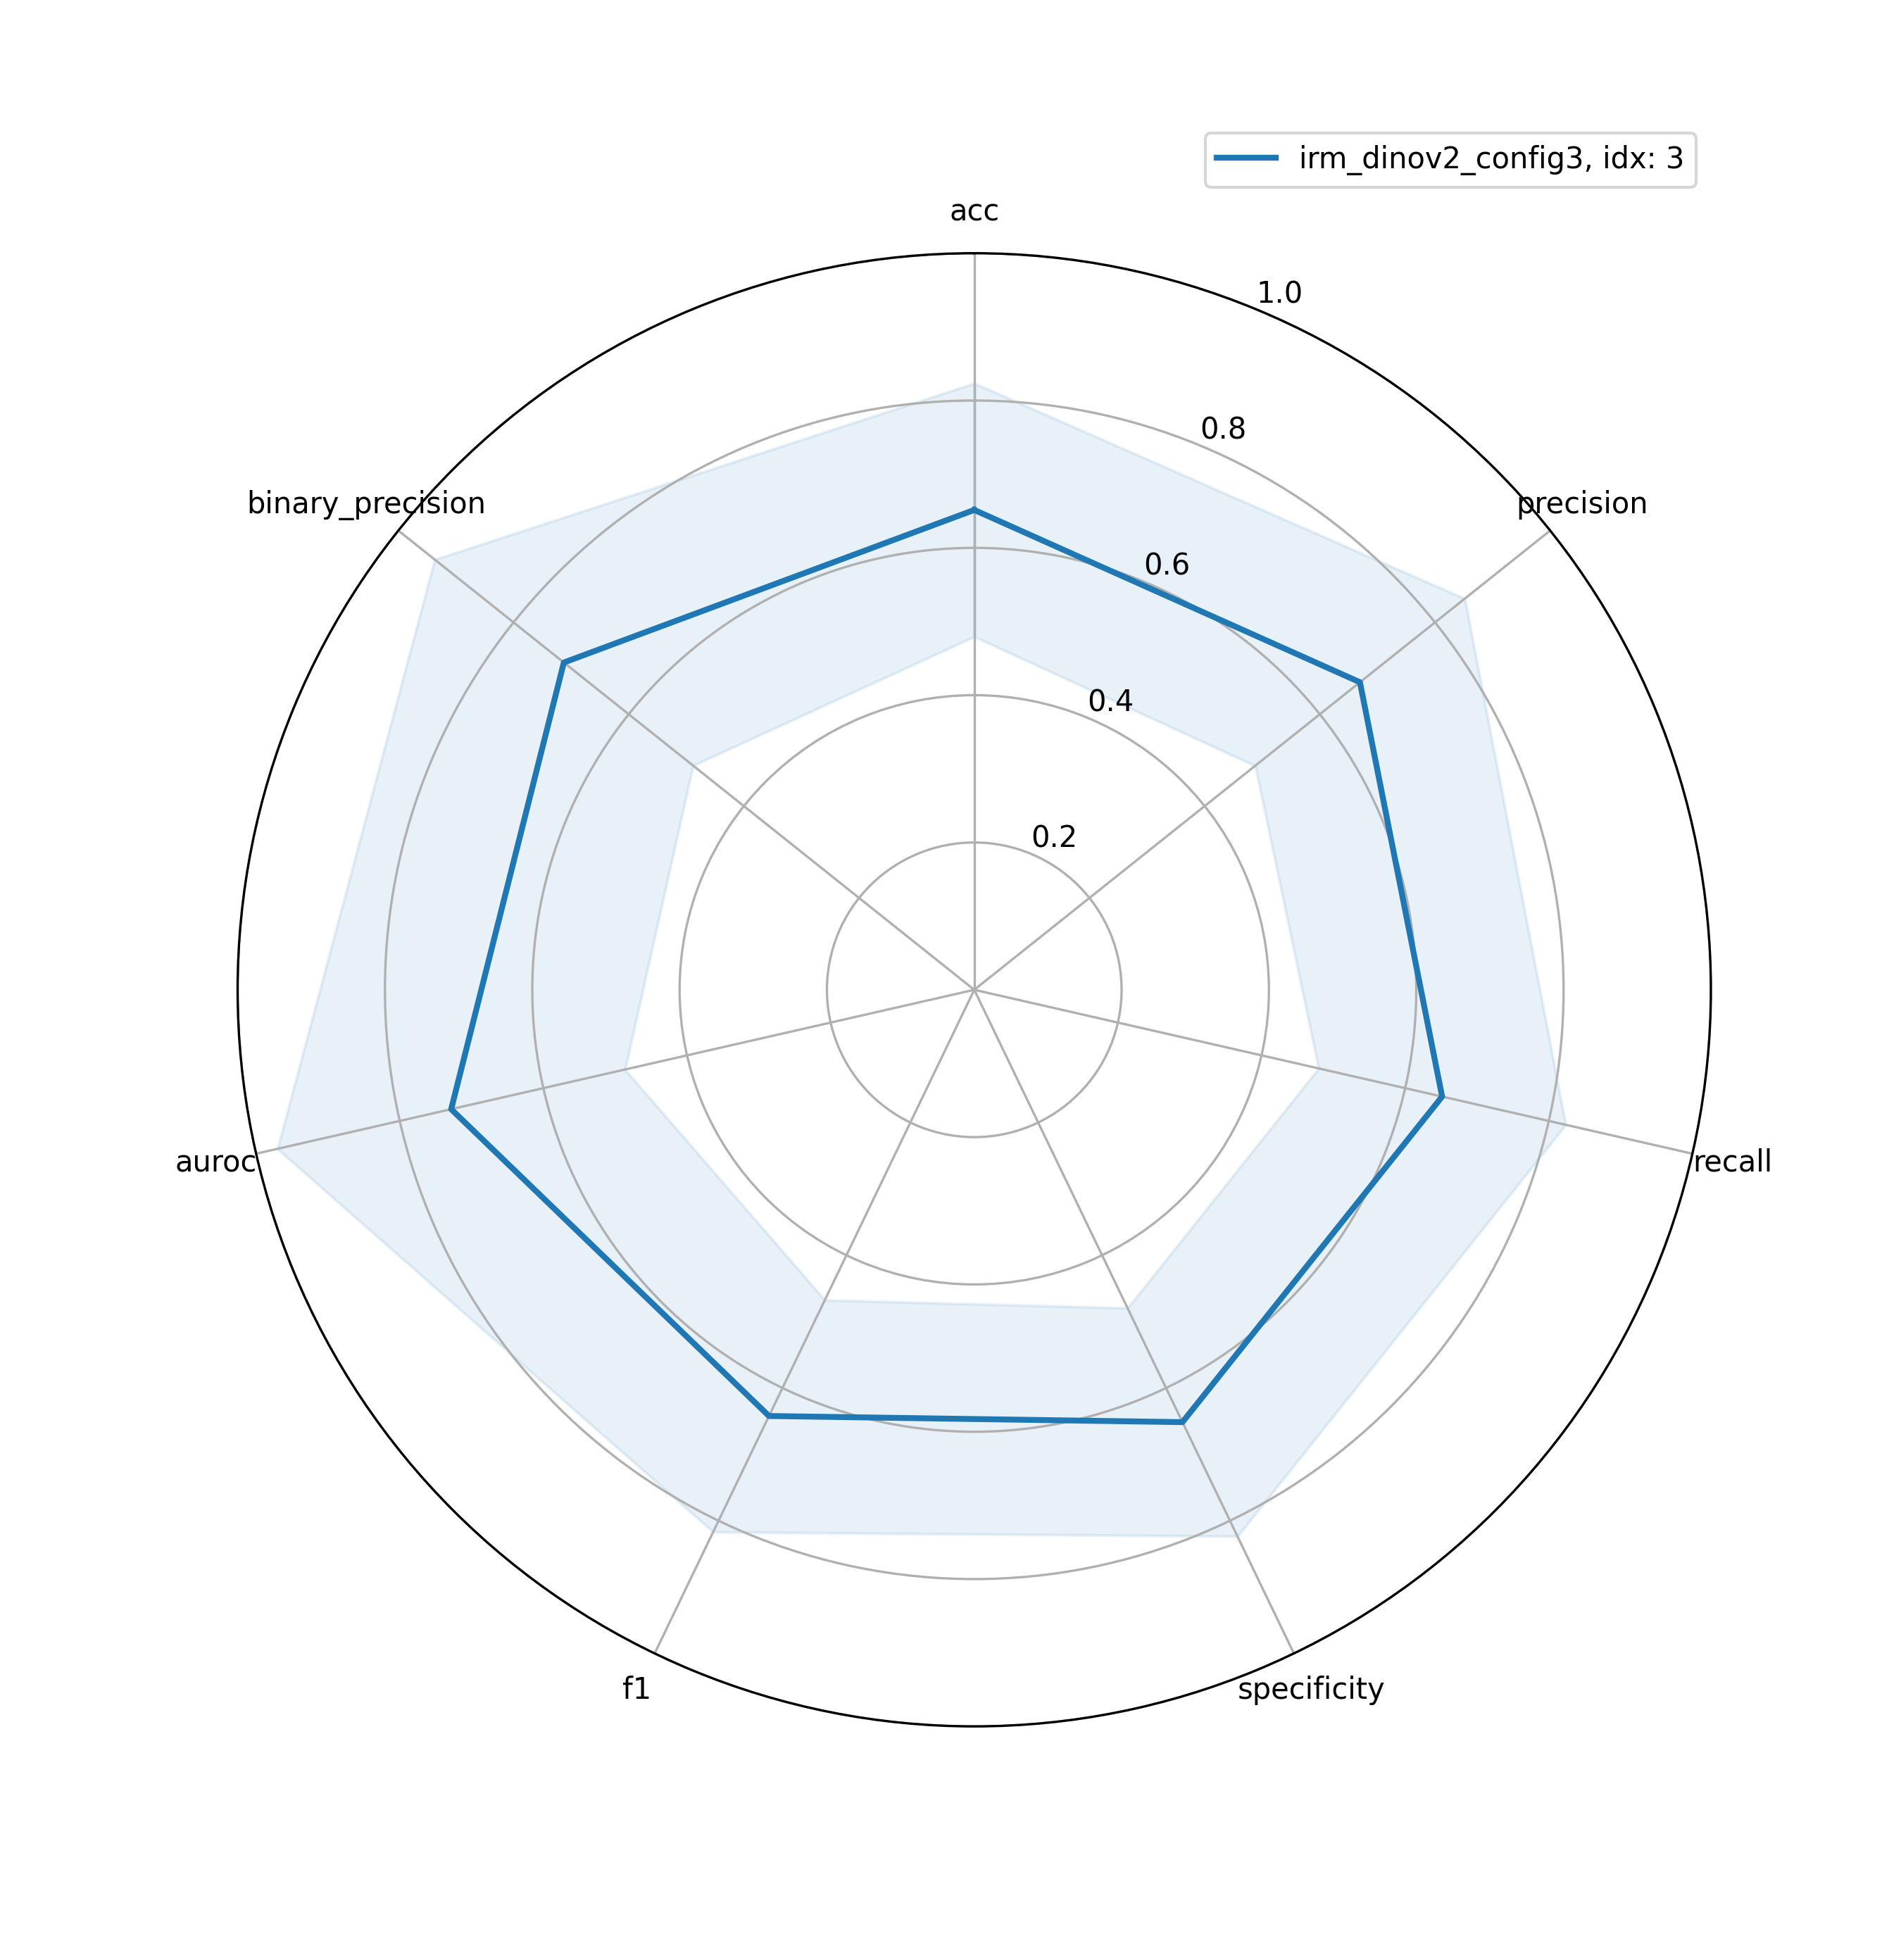 irm_dinov2_config3, idx: 3
acc
1.0
0.8
binary_precision
precision
0.6
0.4
0.2
auroc
recall
f1
specificity